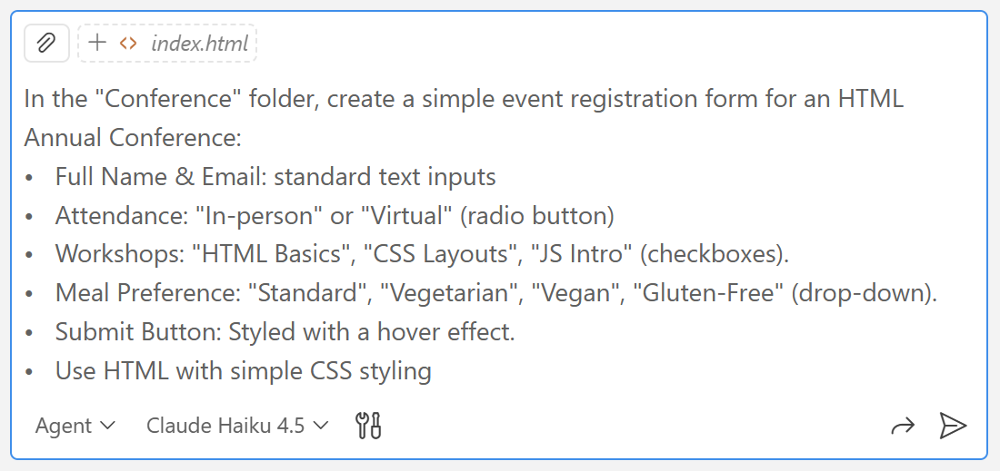 index.html
In the "Conference" folder, create a simple event registration form for an HTML
Annual Conference:
• Full Name & Email: standard text inputs
• Attendance: "In-person" or "Virtual" (radio button)
• Workshops: "HTML Basics", "CSS Layouts", "JS Intro" (checkboxes).
• Meal Preference: "Standard", "Vegetarian", "Vegan", "Gluten-Free" (drop-down).
• Submit Button: Styled with a hover effect.
• Use HTML with simple CSS styling
Agent Claude Haiku 4.5